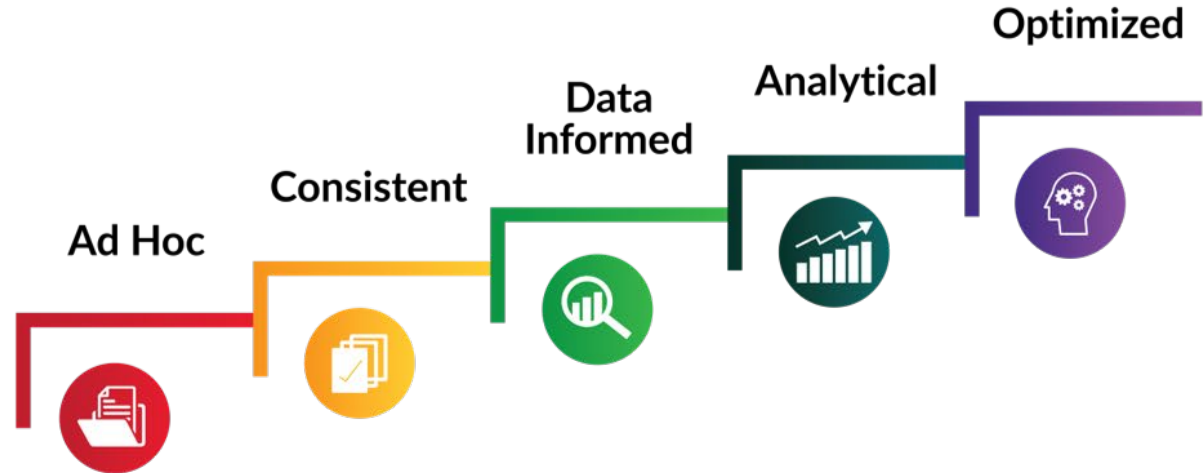 Ad Hoc
Consistent
Data
Informed
Analytical
Optimized